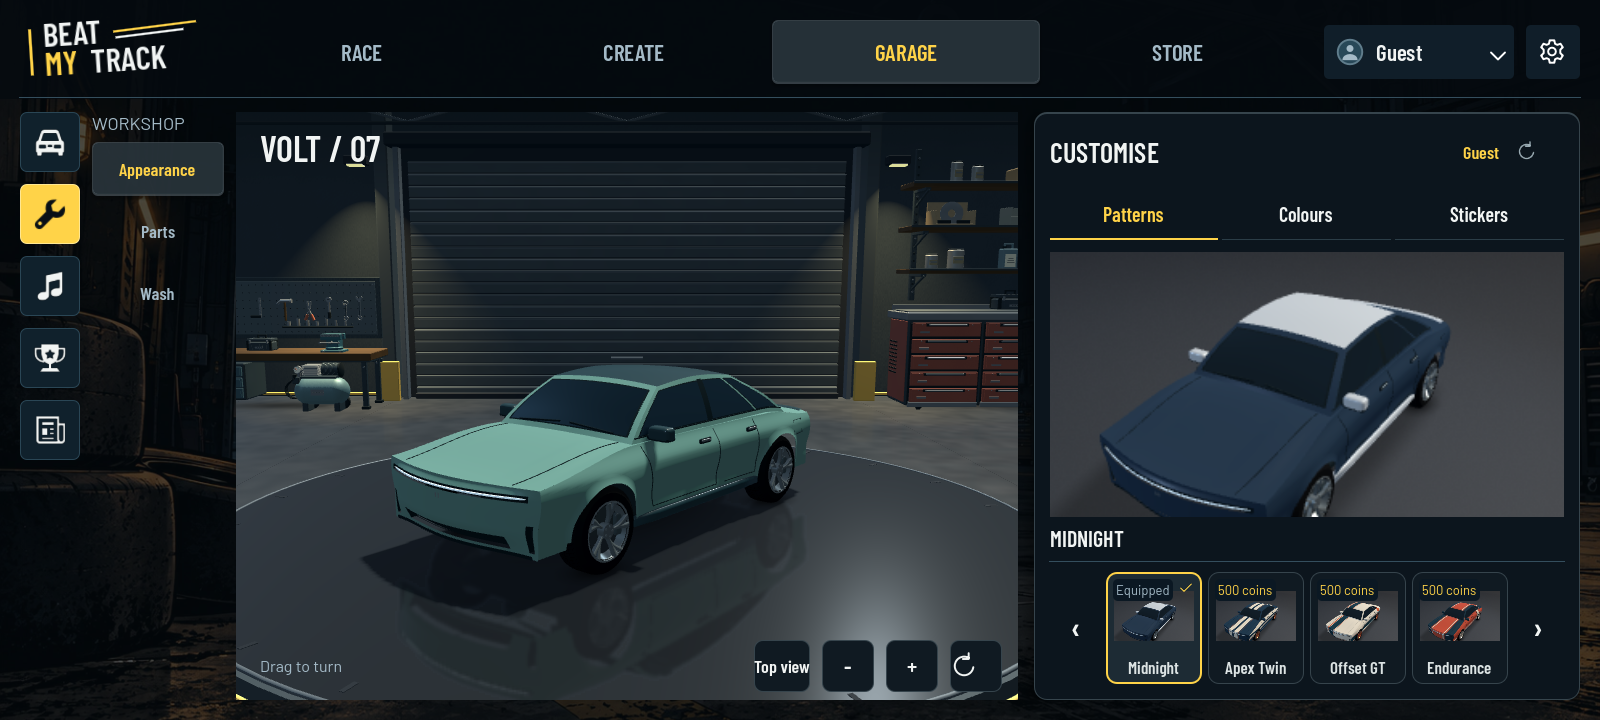 BEAT
MY TRACK
RACE
CREATE
GARAGE
STORE
Guest
WORKSHOP
Appearance
Parts
Wash
VOLT / 07
Drag to turn
Top view
-
+
CUSTOMISE
Guest
Patterns
Colours
Stickers
MIDNIGHT
Equipped
500 coins
500 coins
500 coins
‹
›
Midnight
Apex Twin
Offset GT
Endurance